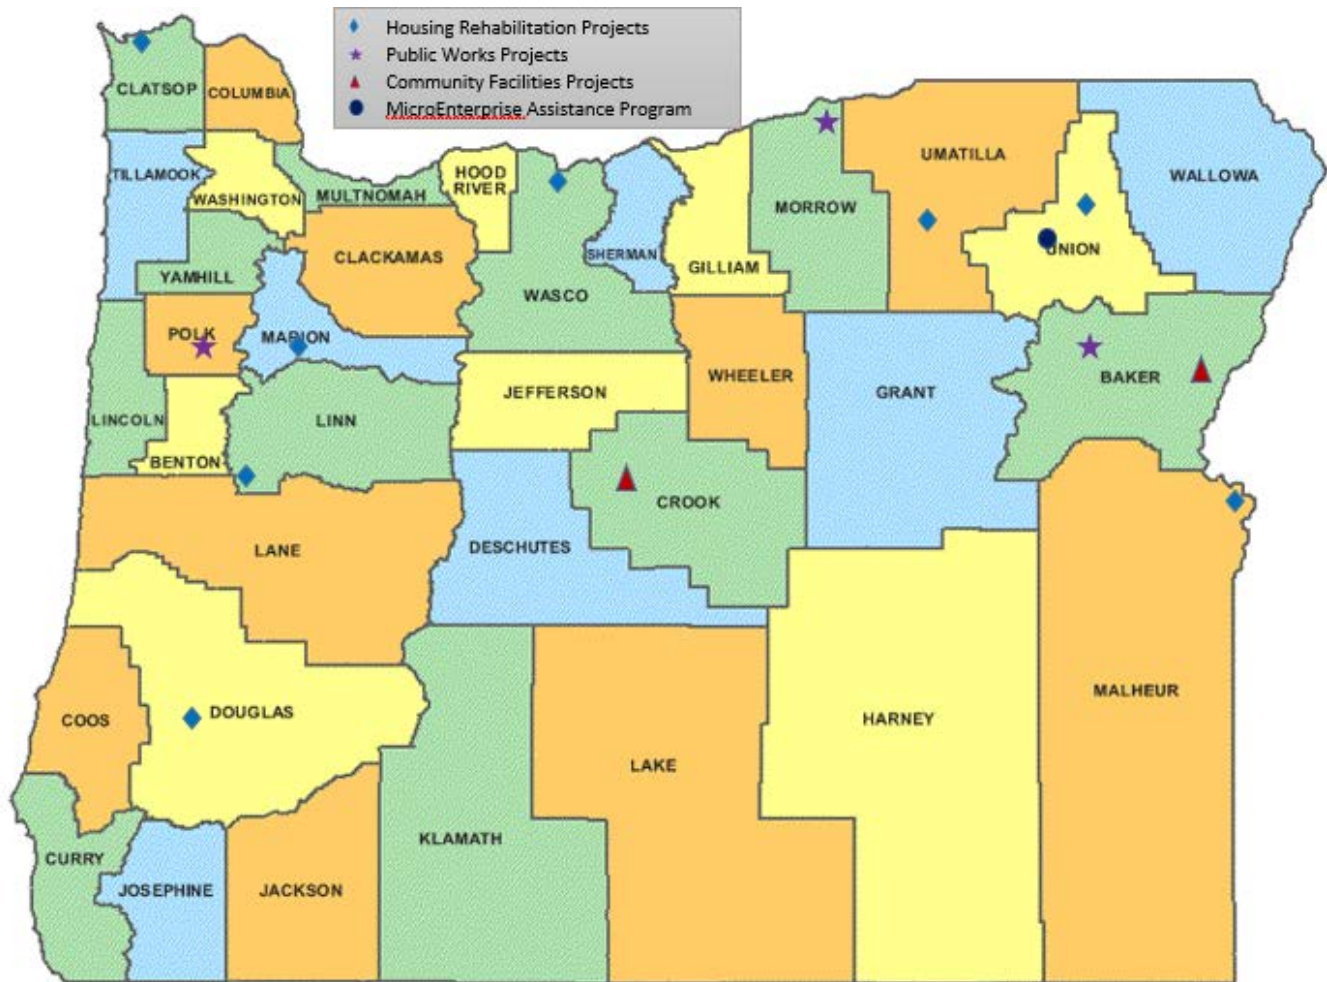 Housing Rehabilitation Projects
Public Works Projects
Community Facilities Projects
MicroEnterprise Assistance Program
CLATSOP
COLUMBIA
TILLAMOOK
WASHINGTON
MULTNOMAH
HOOD
RIVER
CLACKAMAS
YAMHILL
WASCO
SHERMAN
GILLIAM
MORROW
UMATILLA
UNION
WALLOWA
POLK
MARION
JEFFERSON
WHEELER
GRANT
BAKER
LINCOLN
BENTON
LINN
CROOK
LANE
DESCHUTES
COOS
DOUGLAS
LAKE
HARNEY
MALHEUR
CURRY
JOSEPHINE
JACKSON
KLAMATH